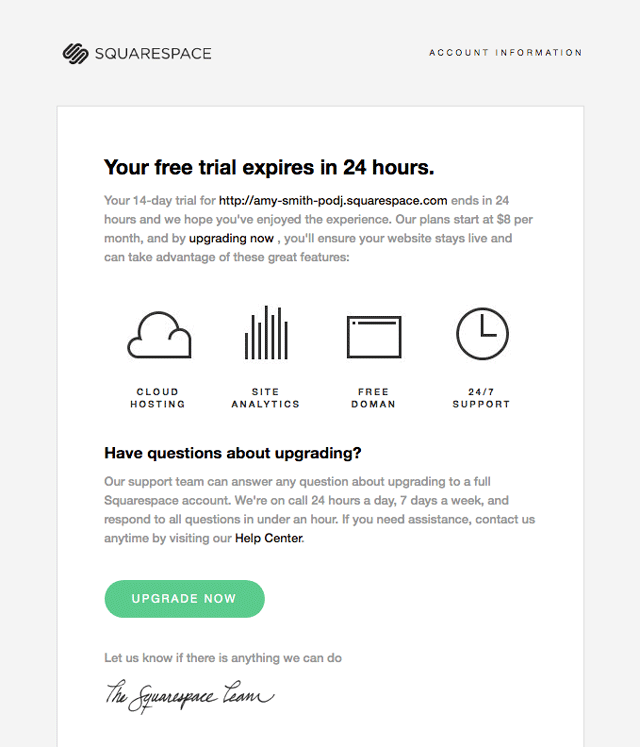 SQUARESPACE
ACCOUNT INFORMATION
Your free trial expires in 24 hours.
Your 14-day trial for http://amy-smith-podj.squarespace.com ends in 24
hours and we hope you've enjoyed the experience. Our plans start at $8 per
month, and by upgrading now , you'll ensure your website stays live and
can take advantage of these great features:
CLOUD
HOSTING
SITE
ANALYTICS
FREE
DOMAN
24/7
SUPPORT
Have questions about upgrading?
Our support team can answer any question about upgrading to a full
Squarespace account. We're on call 24 hours a day, 7 days a week, and
respond to all questions in under an hour. If you need assistance, contact us
anytime by visiting our Help Center.
UPGRADE NOW
Let us know if there is anything we can do
The Squarespace Team